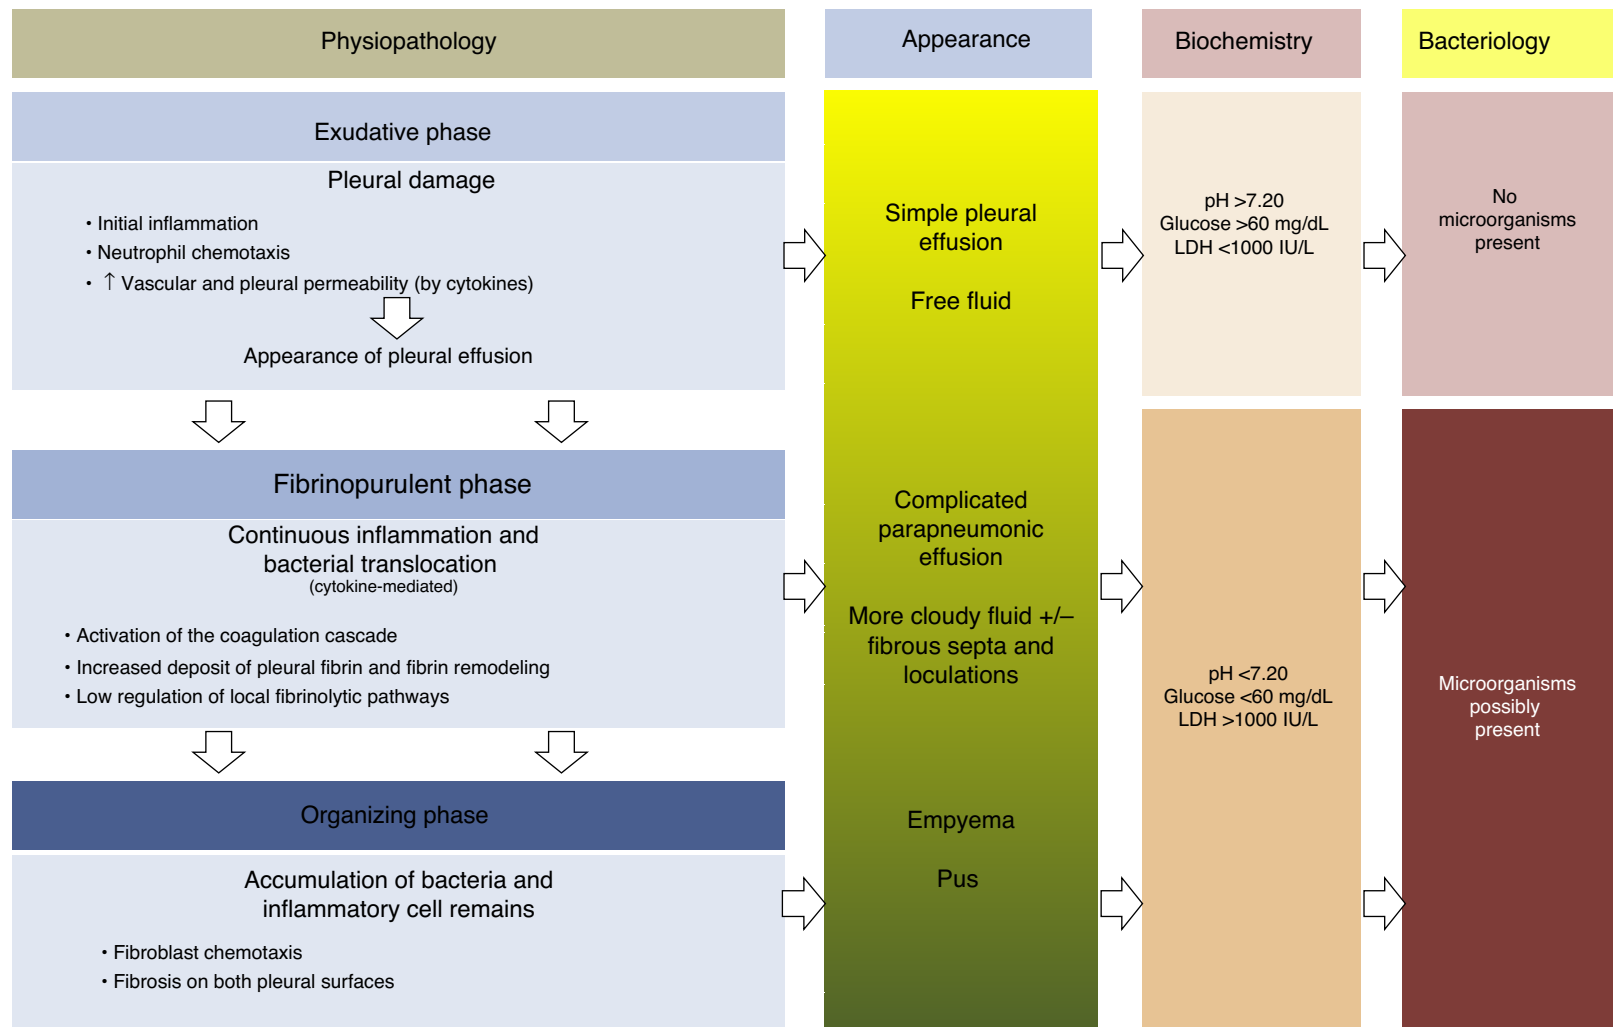 Physiopathology
Appearance
Biochemistry
Bacteriology
Exudative phase
Pleural damage
• Initial inflammation
• Neutrophil chemotaxis
• ↑ Vascular and pleural permeability (by cytokines)
Appearance of pleural effusion
Simple pleural
effusion
Free fluid
pH >7.20
Glucose >60 mg/dL
LDH <1000 IU/L
No
microorganisms
present
Fibrinopurulent phase
Continuous inflammation and
bacterial translocation
(cytokine-mediated)
• Activation of the coagulation cascade
• Increased deposit of pleural fibrin and fibrin remodeling
• Low regulation of local fibrinolytic pathways
Complicated
parapneumonic
effusion
More cloudy fluid +/–
fibrous septa and
loculations
pH <7.20
Glucose <60 mg/dL
LDH >1000 IU/L
Microorganisms
possibly
present
Organizing phase
Accumulation of bacteria and
inflammatory cell remains
• Fibroblast chemotaxis
• Fibrosis on both pleural surfaces
Empyema
Pus